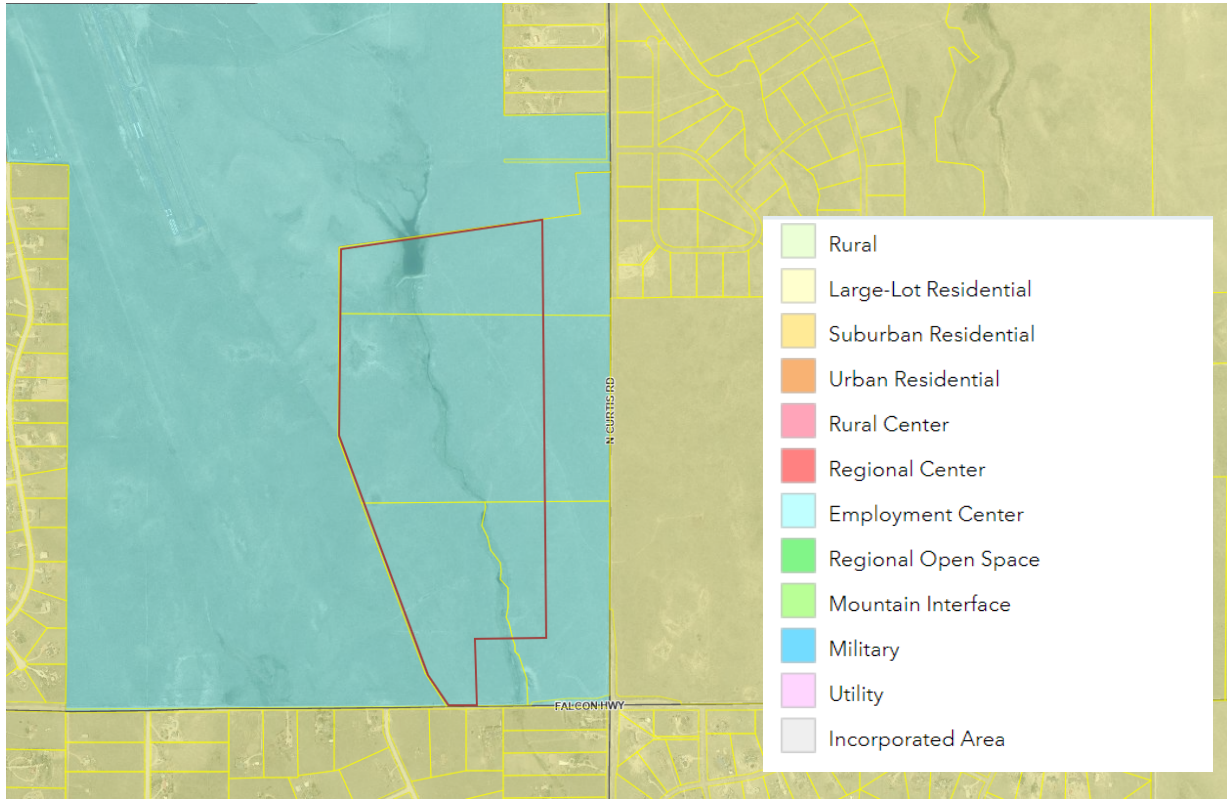 N CURTIS RD
FALCON HWY
Rural
Large-Lot Residential
Suburban Residential
Urban Residential
Rural Center
Regional Center
Employment Center
Regional Open Space
Mountain Interface
Military
Utility
Incorporated Area